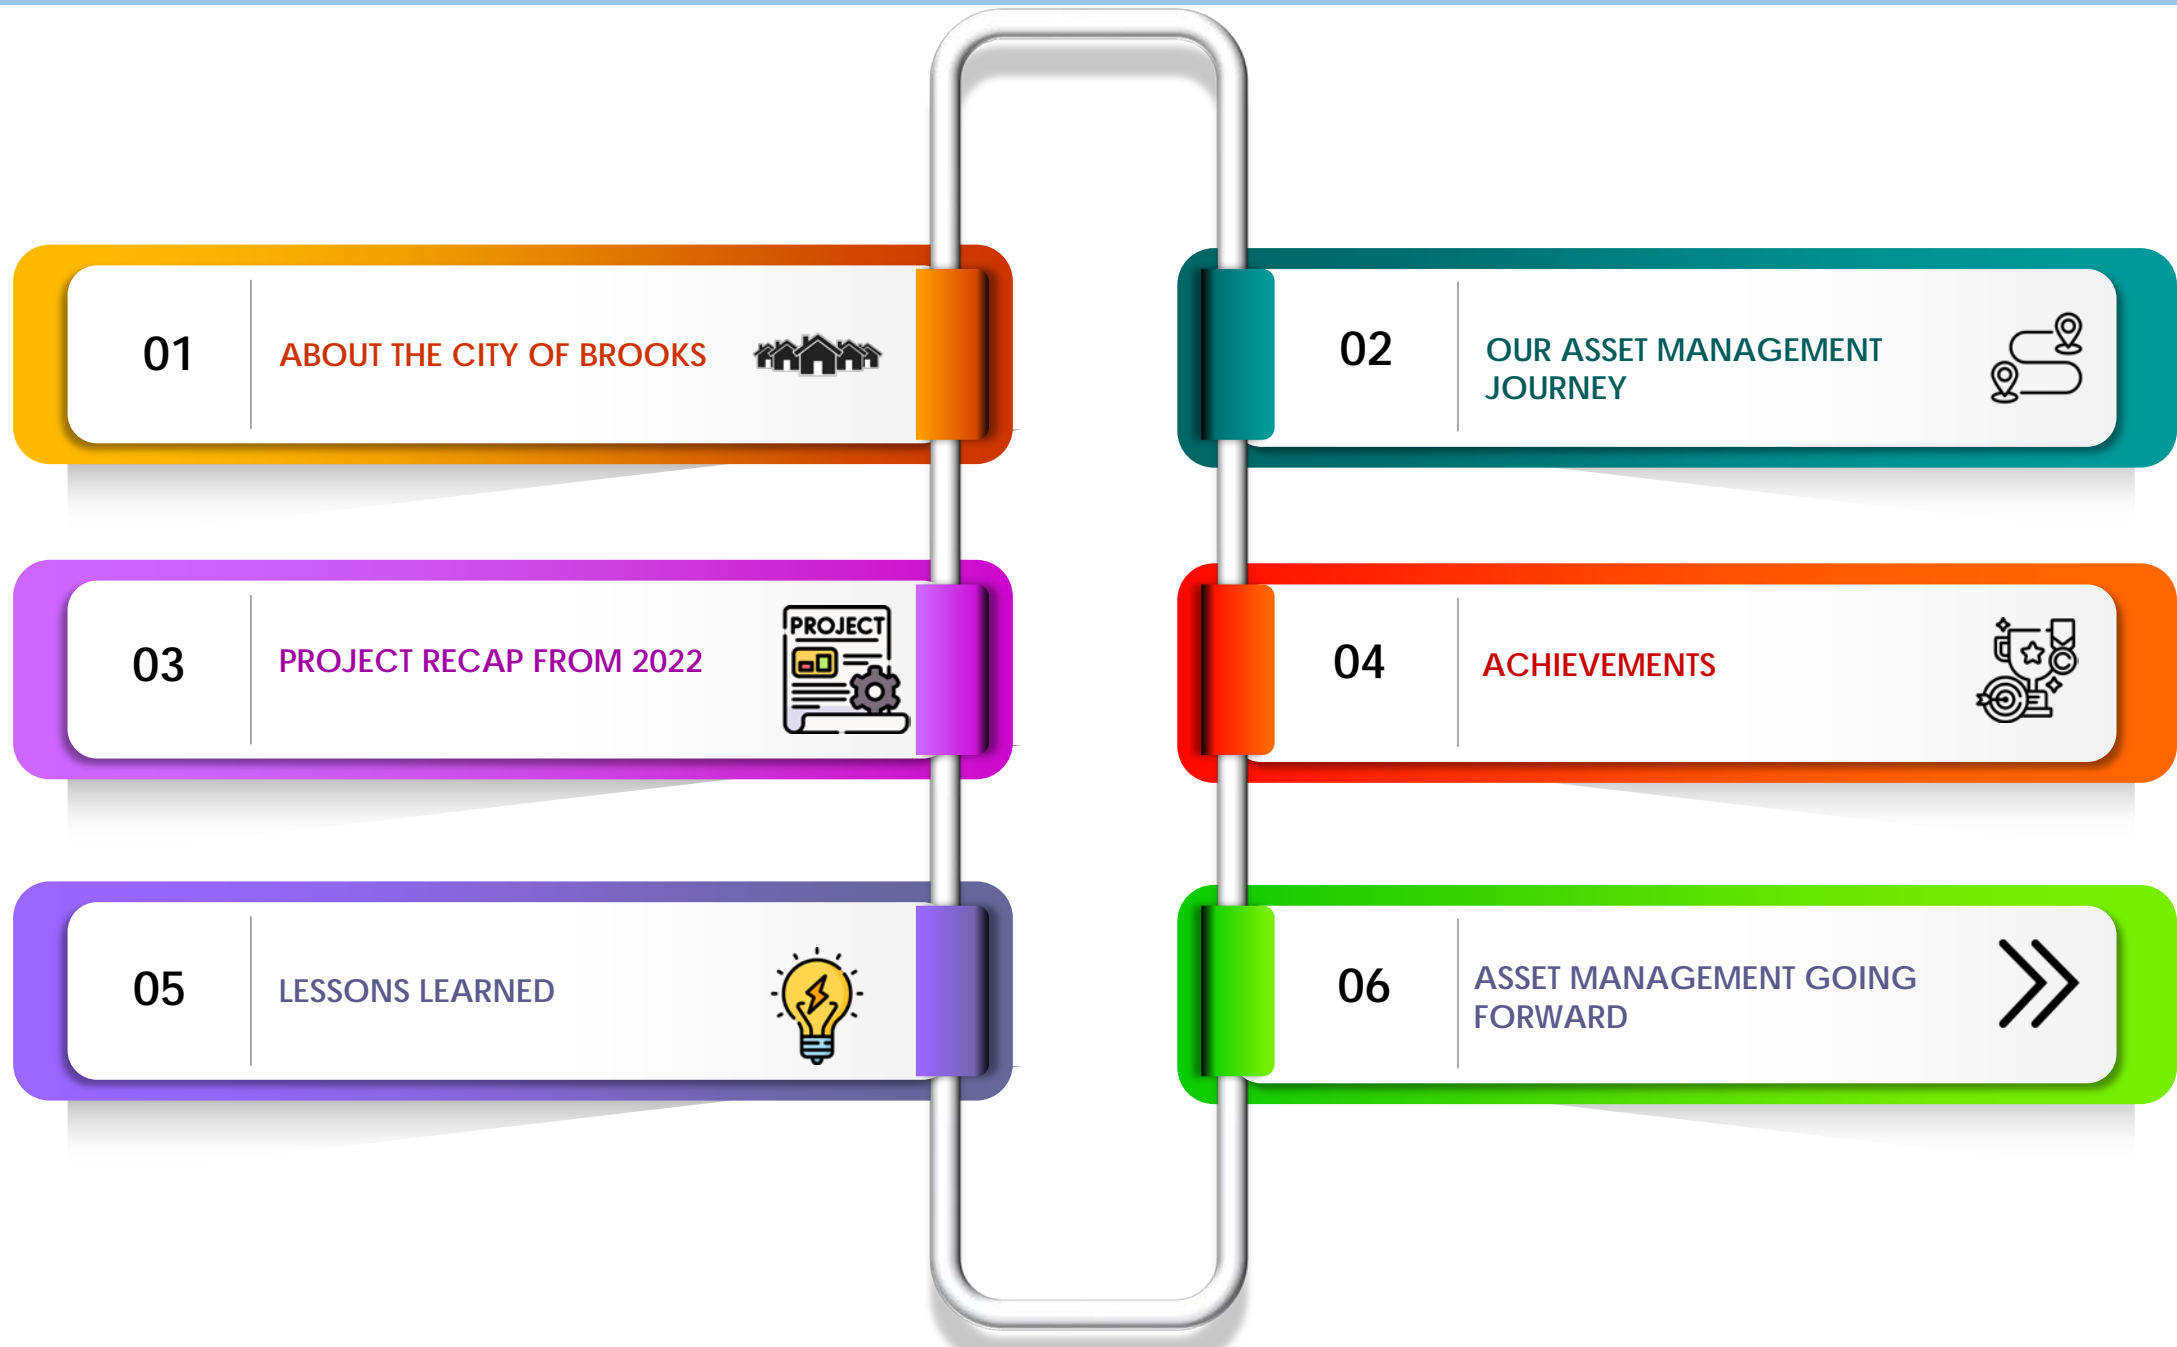 01
ABOUT THE CITY OF BROOKS
02
OUR ASSET MANAGEMENT
JOURNEY
03
PROJECT RECAP FROM 2022
PROJECT
04
ACHIEVEMENTS
05
LESSONS LEARNED
06
ASSET MANAGEMENT GOING
FORWARD